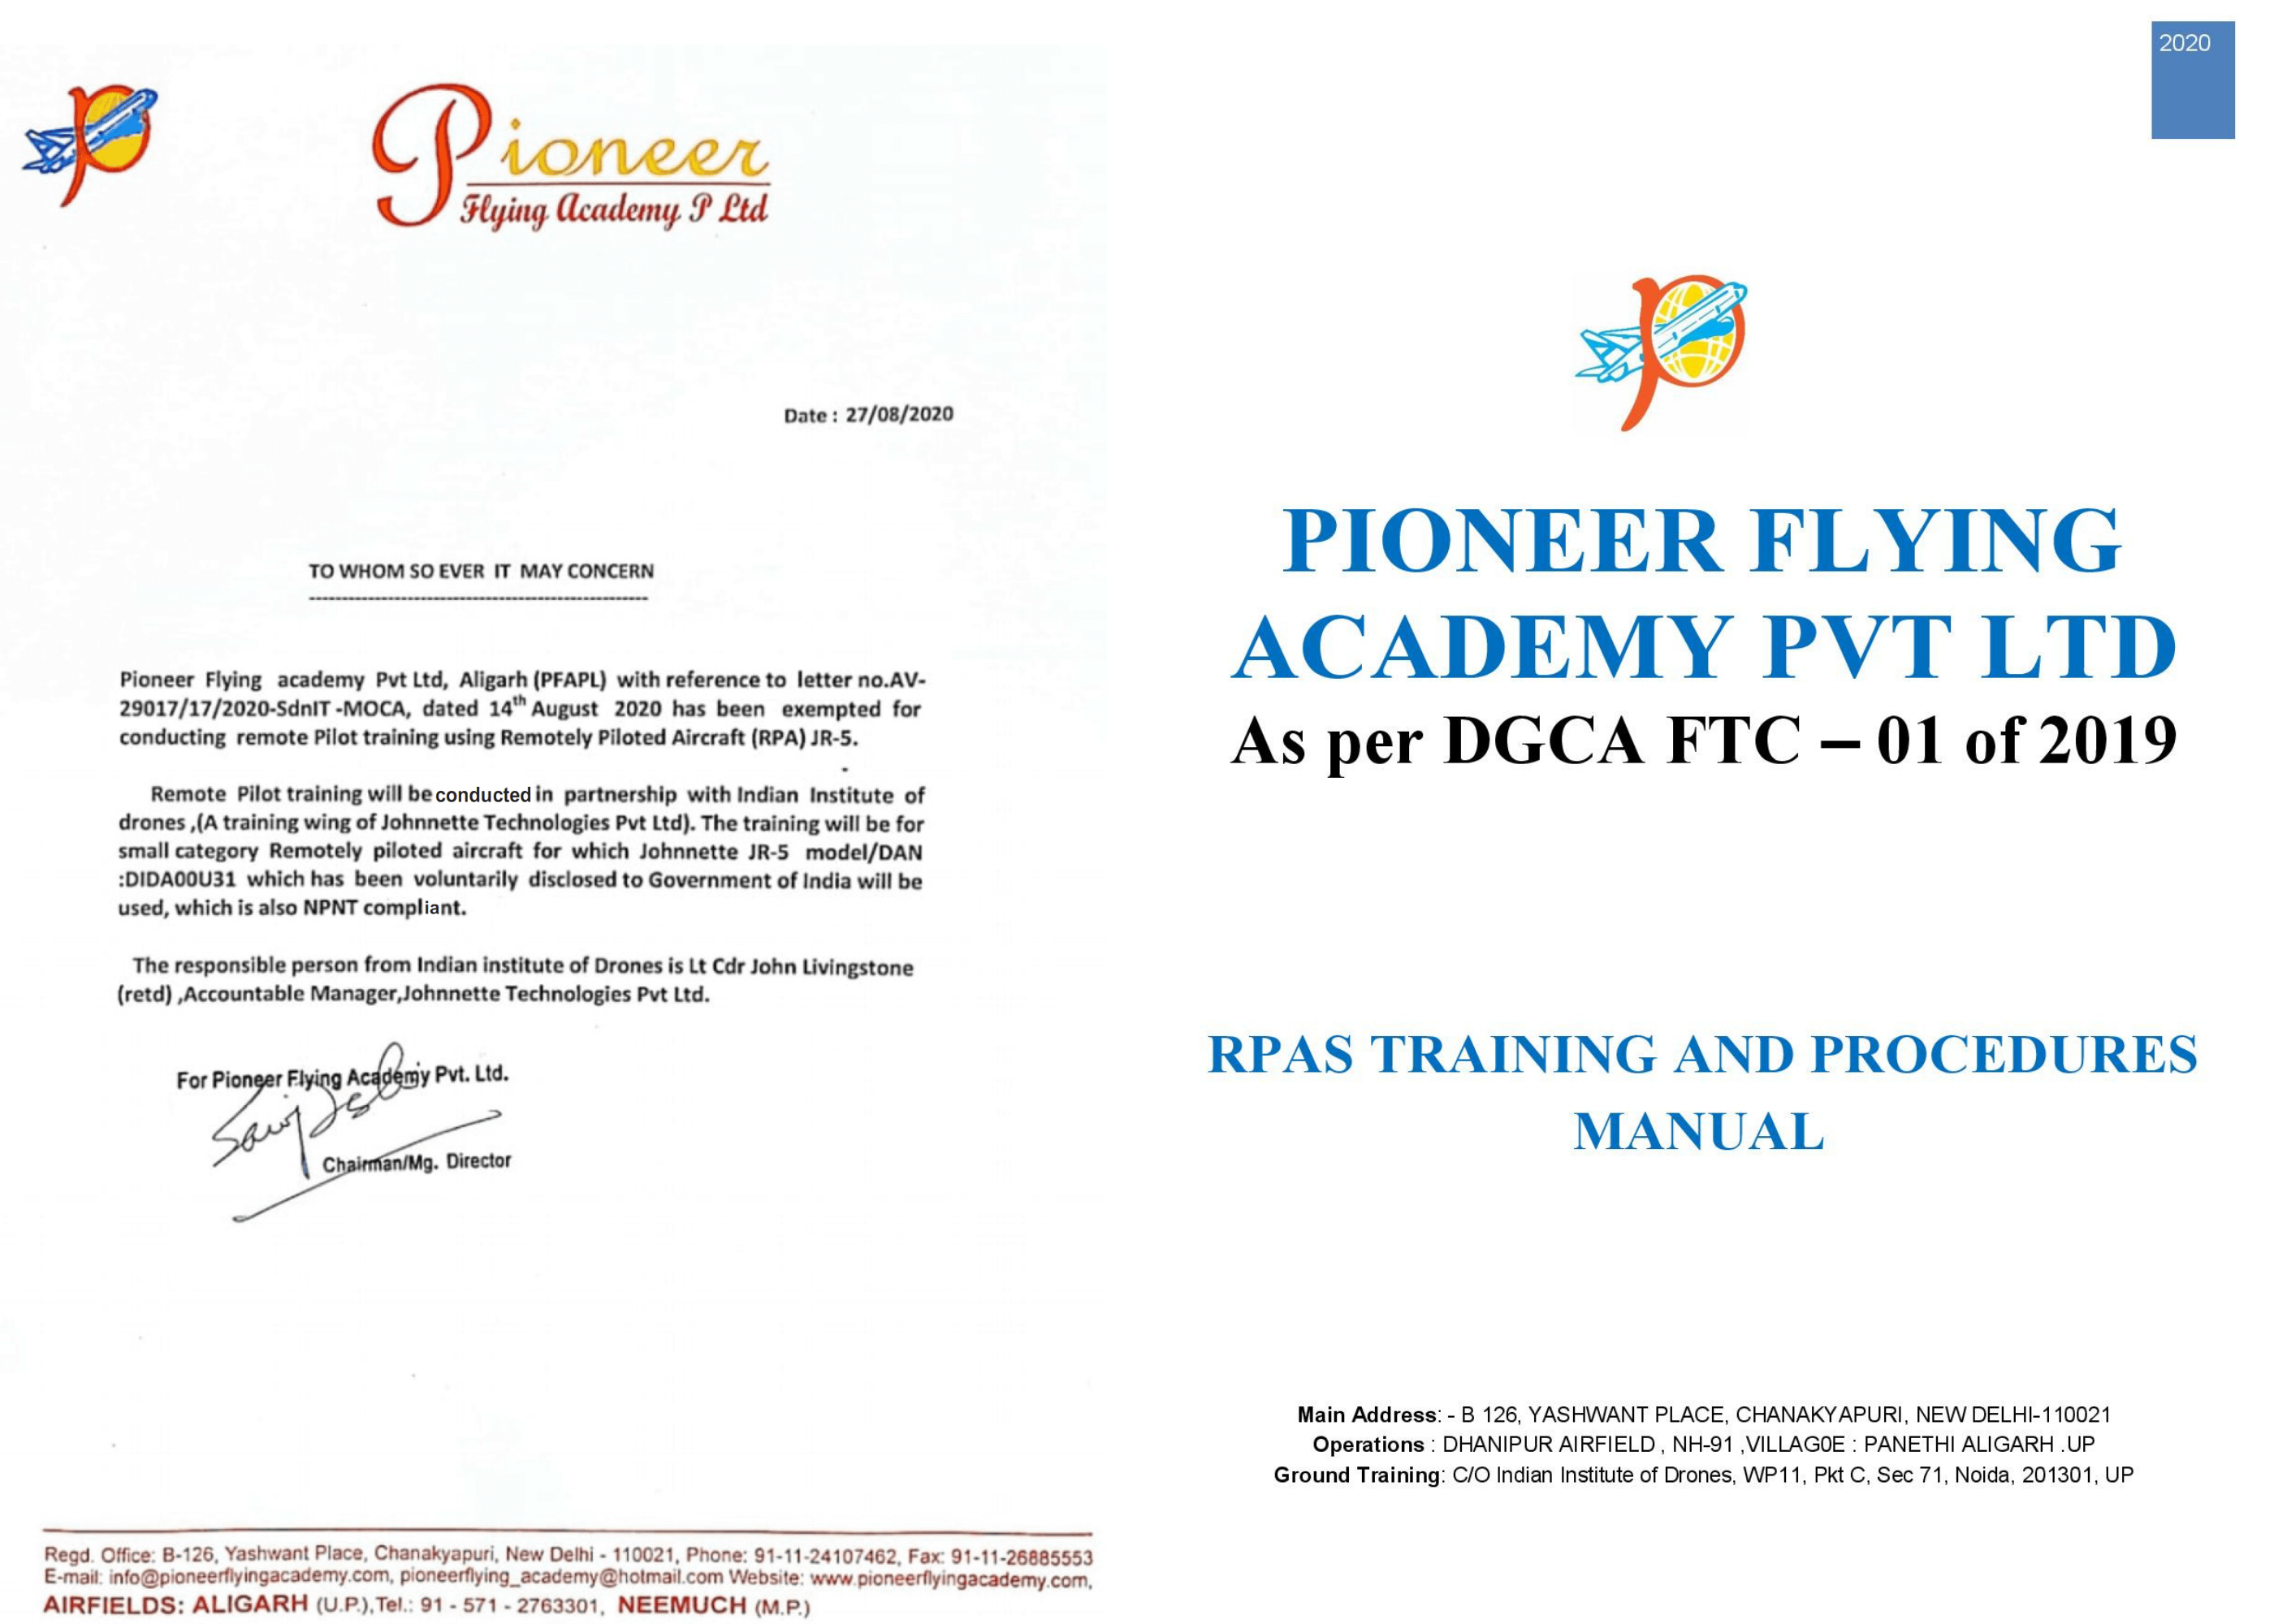 Pioneer
Flying Academy P Ltd
Date : 27/08/2020
TO WHOM SO EVER IT MAY CONCERN
Pioneer Flying academy Pvt Ltd, Aligarh (PFAPL) with reference to letter no.AV-
29017/17/2020-SdnIT -MOCA, dated 14th August 2020 has been exempted for
conducting remote Pilot training using Remotely Piloted Aircraft (RPA) JR-5.
Remote Pilot training will be conducted in partnership with Indian Institute of
drones ,(A training wing of Johnnette Technologies Pvt Ltd). The training will be for
small category Remotely piloted aircraft for which Johnnette JR-5 model/DAN
:DIDA00U31 which has been voluntarily disclosed to Government of India will be
used, which is also NPNT compliant.
The responsible person from Indian institute of Drones is Lt Cdr John Livingstone
(retd) ,Accountable Manager,Johnnette Technologies Pvt Ltd.
For Pioneer Flying Academy Pvt. Ltd.
Chairman/Mg. Director
Regd. Office: B-126, Yashwant Place, Chanakyapuri, New Delhi - 110021, Phone: 91-11-24107462, Fax: 91-11-26885553
E-mail: info@pioneerflyingacademy.com, pioneerflying_academy@hotmail.com Website: www.pioneerflyingacademy.com,
AIRFIELDS: ALIGARH (U.P.),Tel.: 91 - 571 - 2763301, NEEMUCH (M.P.)
2020
PIONEER FLYING
ACADEMY PVT LTD
As per DGCA FTC – 01 of 2019
RPAS TRAINING AND PROCEDURES
MANUAL
Main Address: - B 126, YASHWANT PLACE, CHANAKYAPURI, NEW DELHI-110021
Operations : DHANIPUR AIRFIELD , NH-91 ,VILLAG0E : PANETHI ALIGARH .UP
Ground Training: C/O Indian Institute of Drones, WP11, Pkt C, Sec 71, Noida, 201301, UP